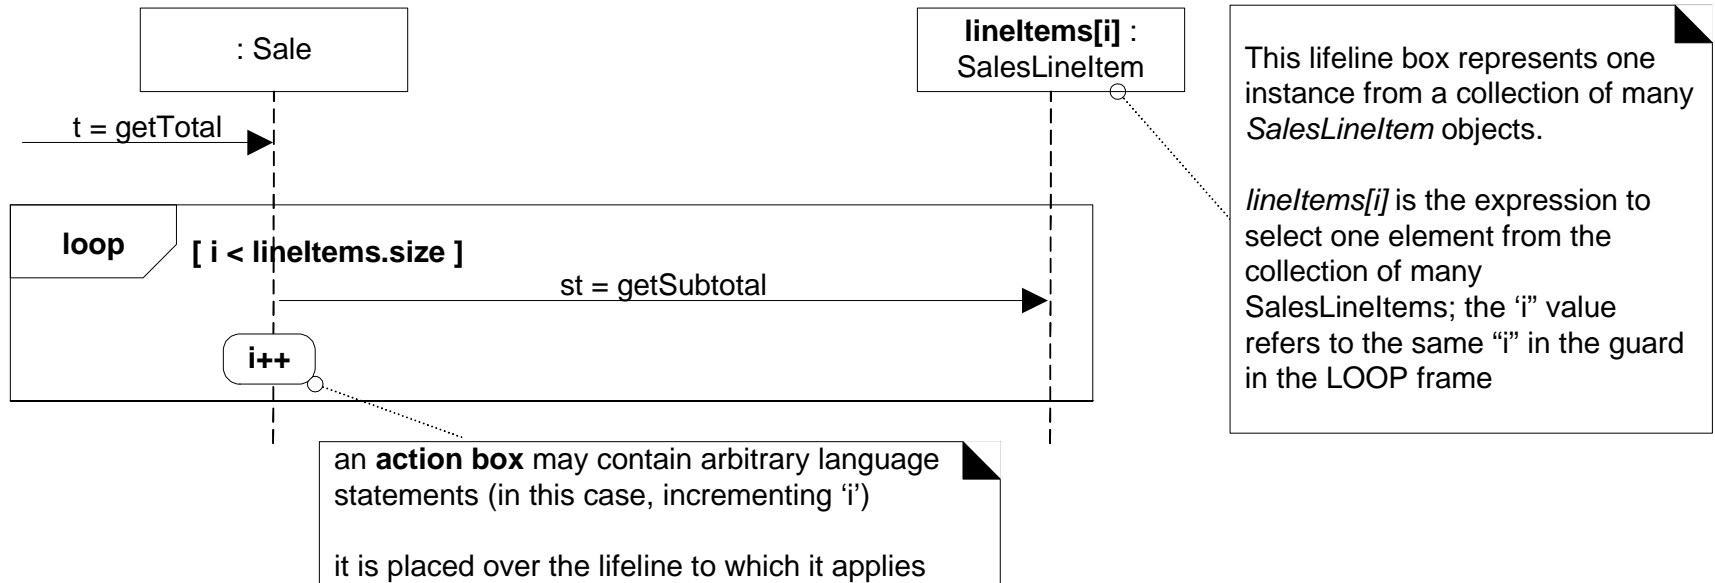 : Sale
lineItems[i] :
SalesLineItem
t = getTotal
loop
[ i < lineItems.size ]
st = getSubtotal
i++
This lifeline box represents one
instance from a collection of many
SalesLineItem objects.
lineItems[i] is the expression to
select one element from the
collection of many
SalesLineItems; the ‘i” value
refers to the same “i” in the guard
in the LOOP frame
an action box may contain arbitrary language
statements (in this case, incrementing ‘i’)
it is placed over the lifeline to which it applies